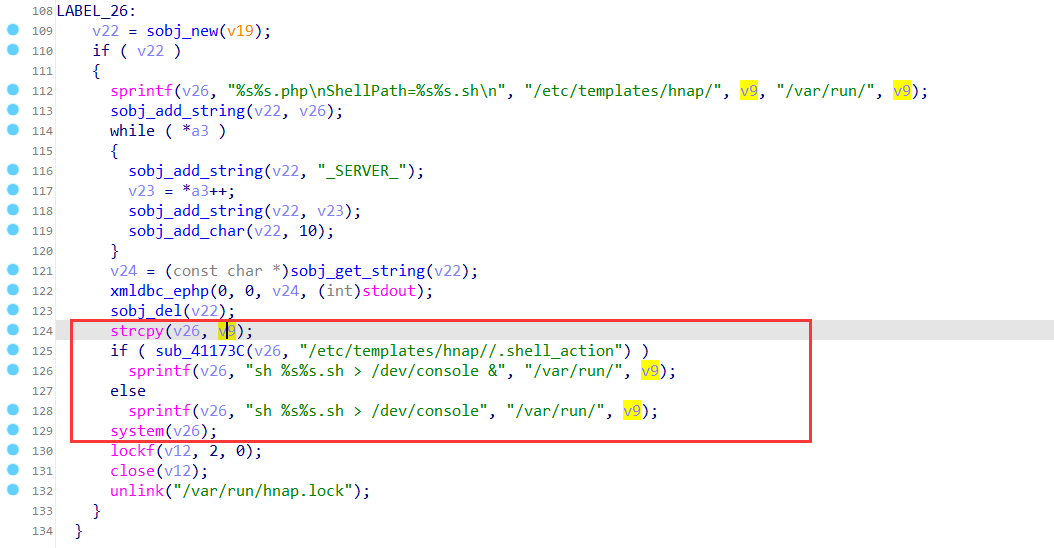 108 LABEL_26:
109 v22 = sobj_new(v19);
110 if ( v22 )
111 {
112 sprintf(v26, "%s%s.php\nShellPath=%s%s.sh\n", "/etc/templates/hnap/", v9, "/var/run/", v9);
113 sobj_add_string(v22, v26);
114 while ( *a3 )
115 {
116 sobj_add_string(v22, "_SERVER_");
117 v23 = *a3++;
118 sobj_add_string(v22, v23);
119 sobj_add_char(v22, 10);
120 }
121 v24 = (const char *)sobj_get_string(v22);
122 xmldbc_ephp(0, 0, v24, (int)stdout);
123 sobj_del(v22);
124 strcpy(v26, v9);
125 if ( sub_41173C(v26, "/etc/templates/hnap//.shell_action") )
126 sprintf(v26, "sh %s%s.sh > /dev/console &", "/var/run/", v9);
127 else
128 sprintf(v26, "sh %s%s.sh > /dev/console", "/var/run/", v9);
129 system(v26);
130 lockf(v12, 2, 0);
131 close(v12);
132 unlink("/var/run/hnap.lock");
133 }
134 }